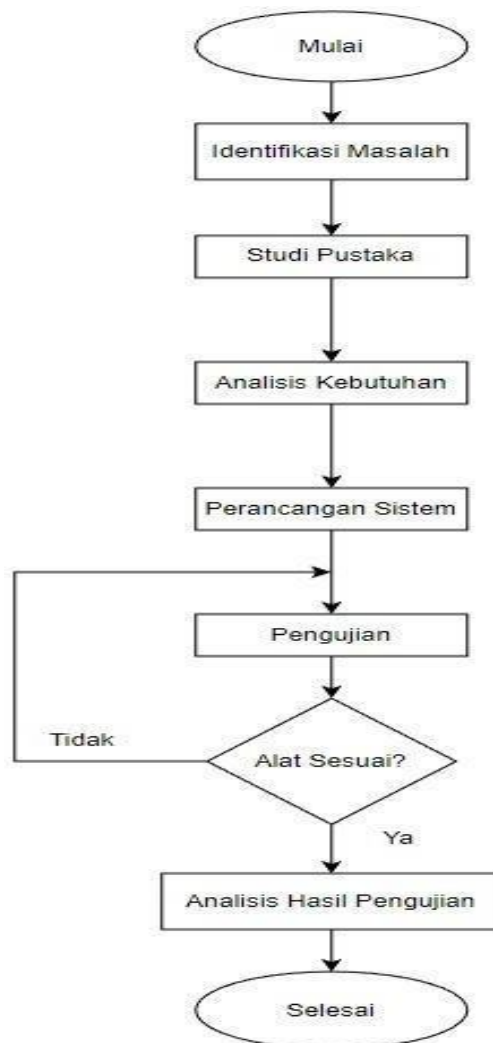 Mulai
Identifikasi Masalah
Studi Pustaka
Analisis Kebutuhan
Perancangan Sistem
Pengujian
Tidak
Alat Sesuai?
Ya
Analisis Hasil Pengujian
Selesai